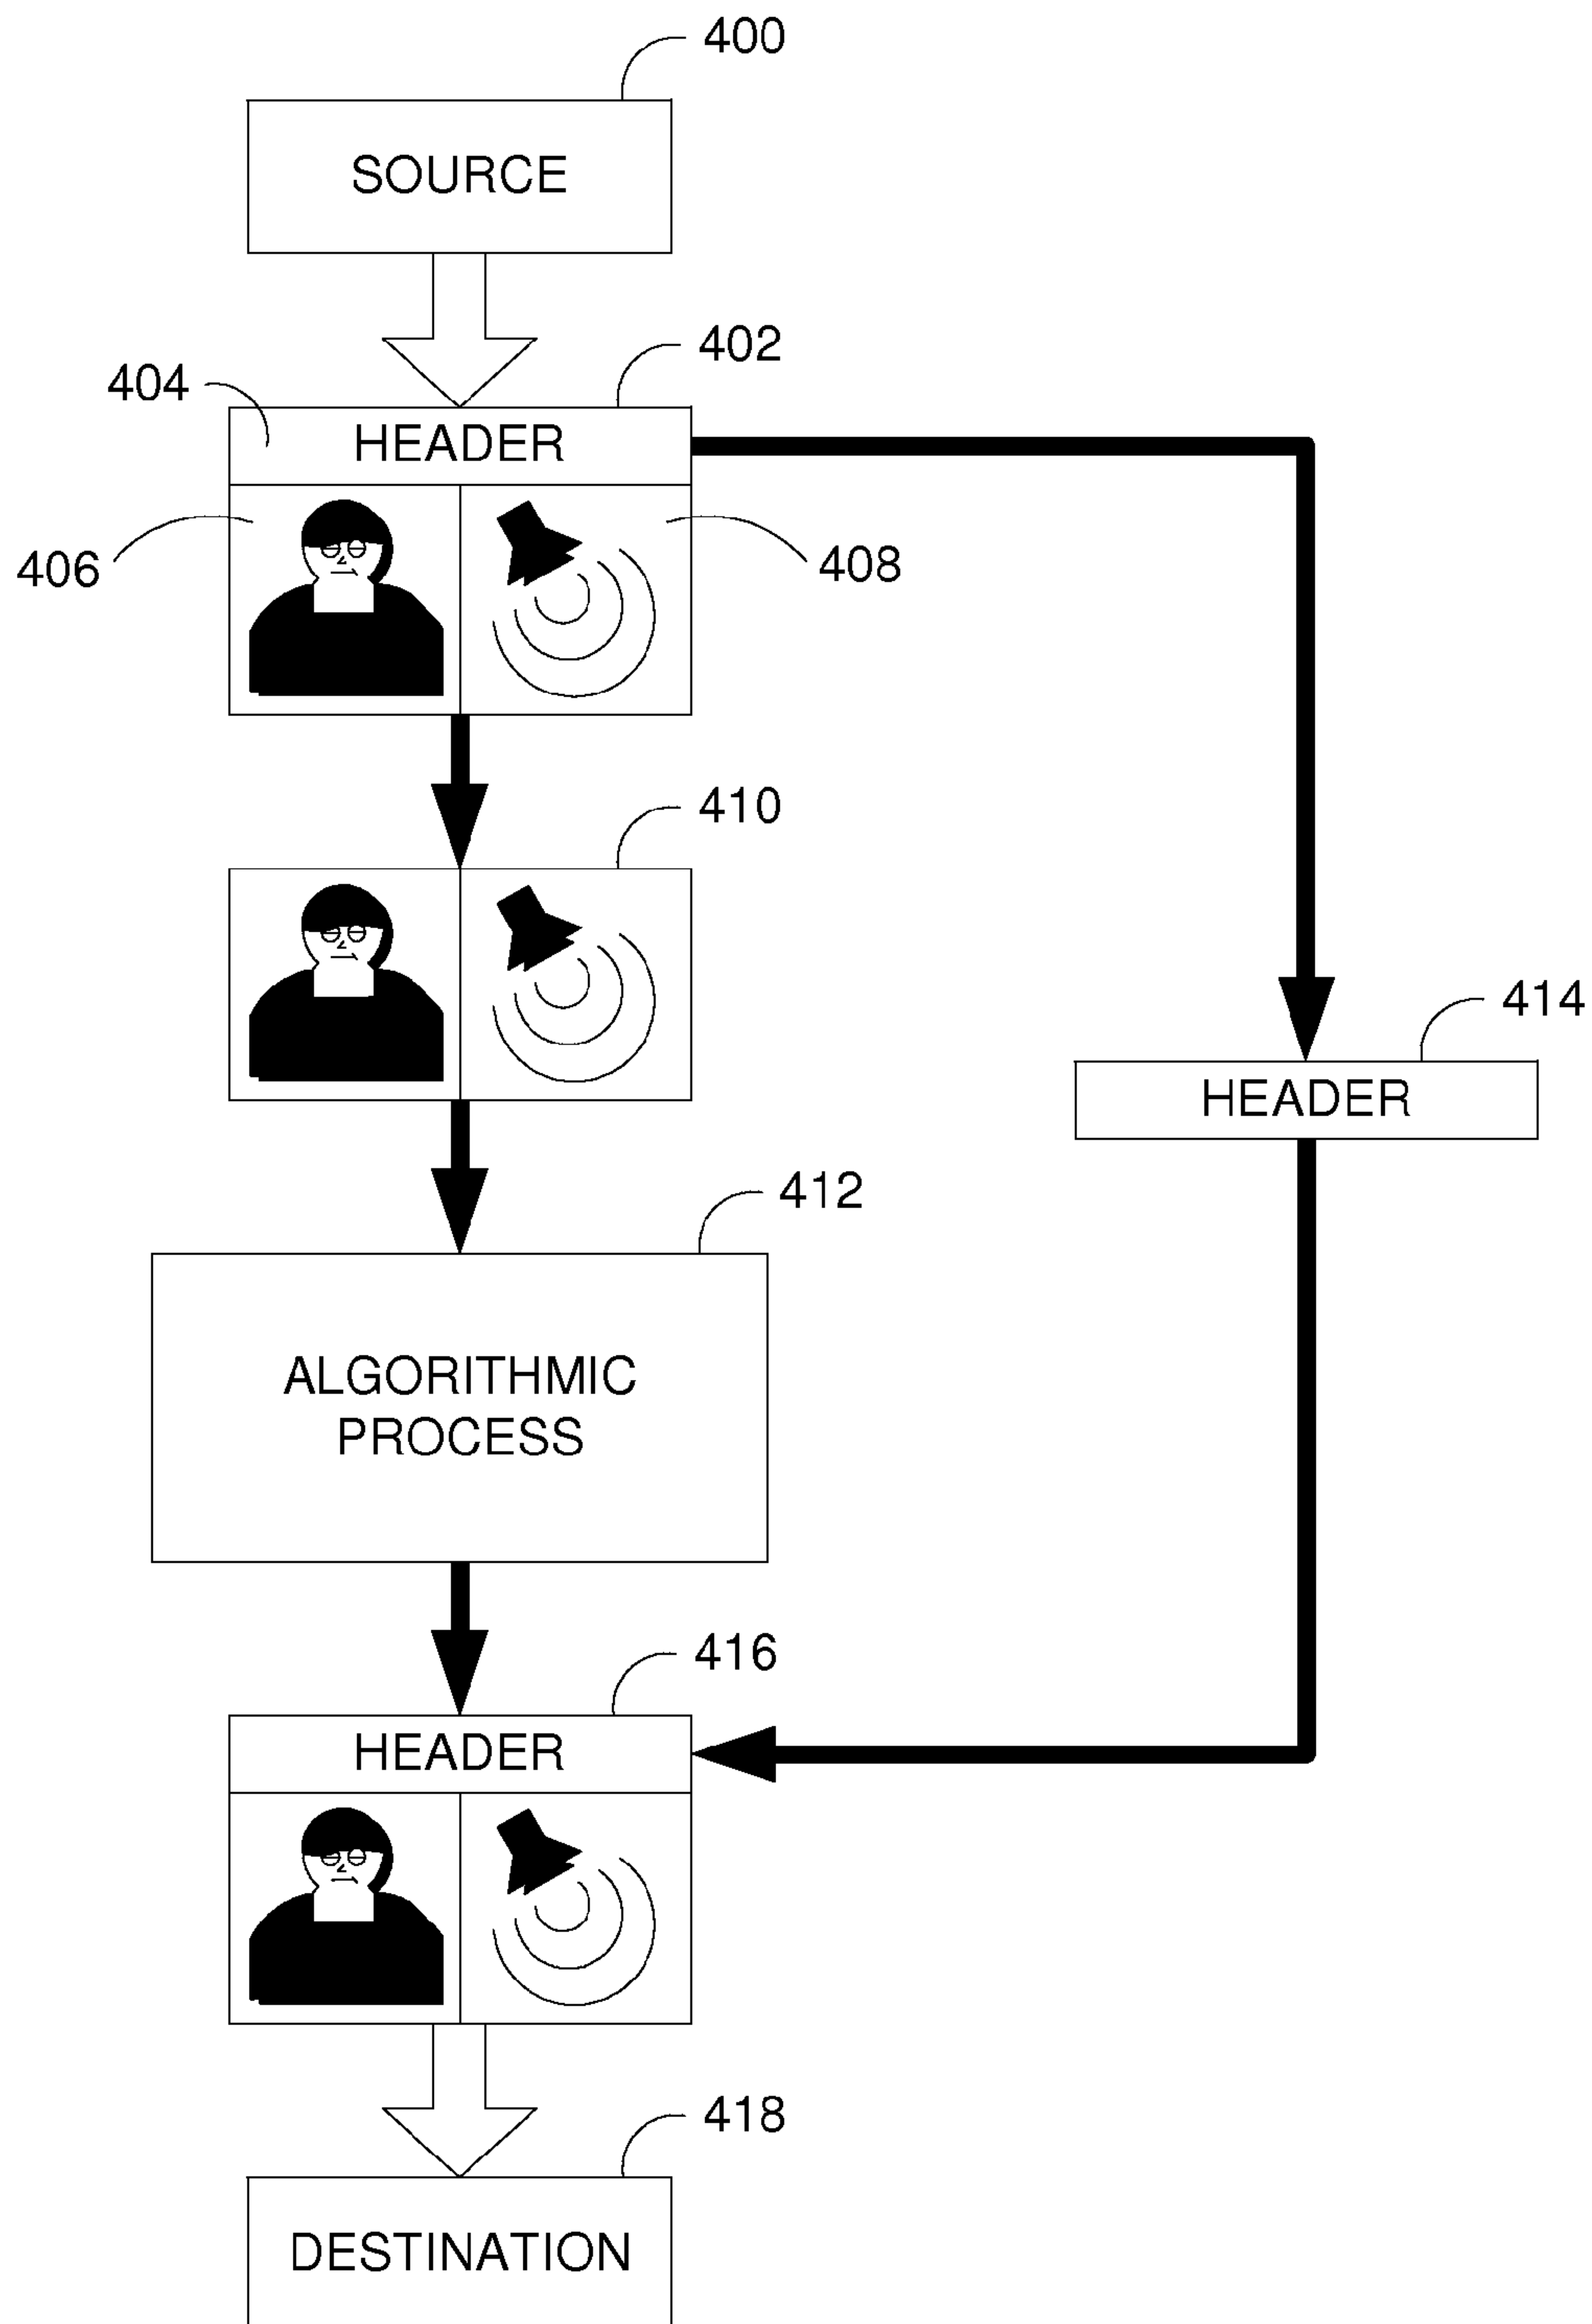 400
SOURCE
402
404
HEADER
406
408
410
414
HEADER
412
ALGORITHMIC
PROCESS
416
HEADER
418
DESTINATION